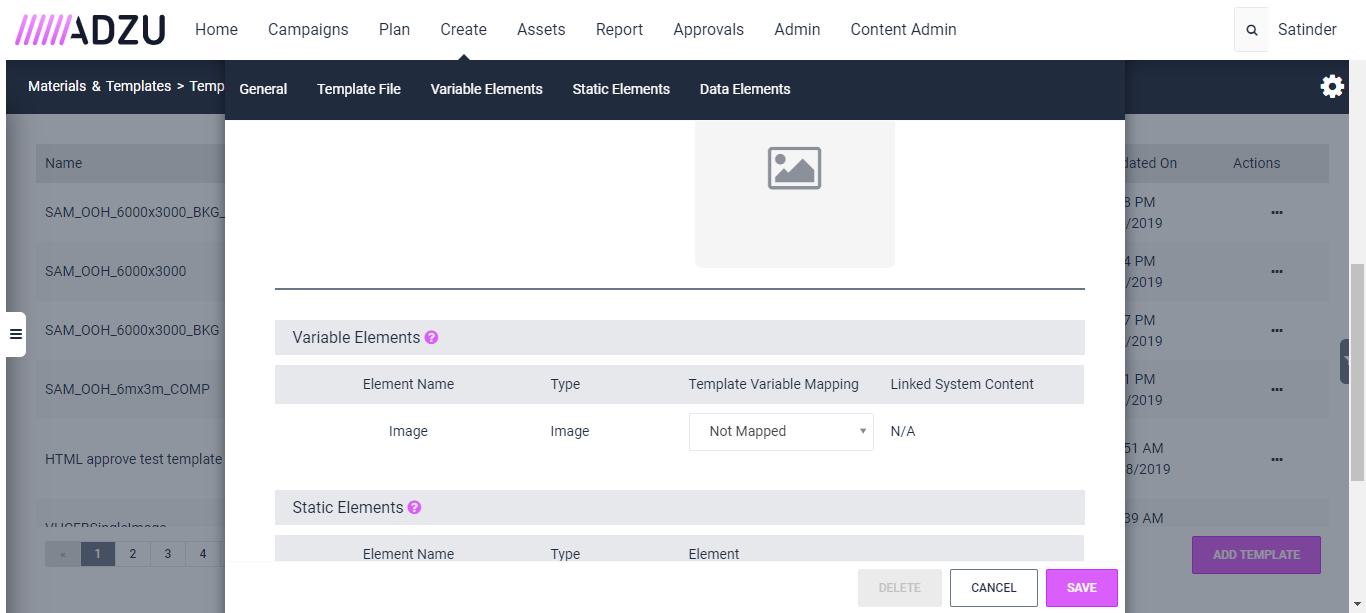 ADZU
Home Campaigns Plan Create Assets Report Approvals Admin Content Admin Satinder
Materials & Templates > Temp
General Template File Variable Elements Static Elements Data Elements
Name dated On Actions
SAM_OOH_6000x3000_BKG_ 8 PM
/2019
SAM_OOH_6000x3000 4 PM
/2019
SAM_OOH_6000x3000_BKG 7 PM
/2019
SAM_OOH_6mx3m_COMP 1 PM
/2019
HTML approve test template 51 AM
8/2019
39 AM
Variable Elements ?
Element Name Type Template Variable Mapping Linked System Content
Image Image Not Mapped N/A
Static Elements ?
Element Name Type Element
« 1 2 3 4
ADD TEMPLATE
DELETE CANCEL SAVE